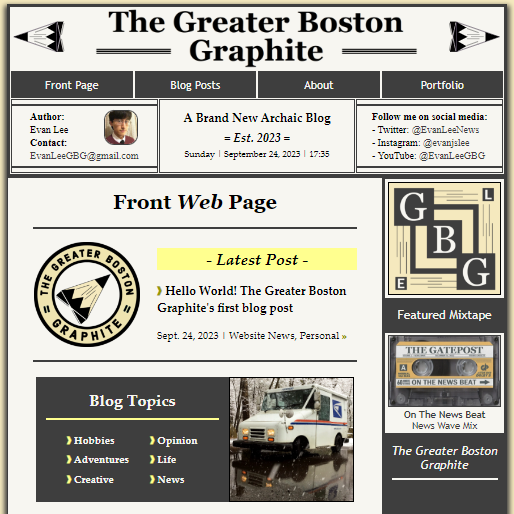 The Greater Boston
Graphite
Front Page
Blog Posts
About
Portfolio
Author:
Evan Lee
Contact:
EvanLeeGBG@gmail.com
A Brand New Archaic Blog
= Est. 2023 =
Sunday | September 24, 2023 | 17:35
Follow me on social media:
- Twitter: @EvanLeeNews
- Instagram: @evanjslee
- YouTube: @EvanLeeGBG
Front Web Page
THE GREATER BOSTON
= GRAPHITE =
- Latest Post -
❱ Hello World! The Greater Boston
Graphite's first blog post
Sept. 24, 2023 | Website News, Personal »
Blog Topics
❱ Hobbies
❱ Opinion
❱ Adventures
❱ Life
❱ Creative
❱ News
L
G
B
G
E
Featured Mixtape
THE GATEPOST
A
ON THE NEWS BEAT
On The News Beat
News Wave Mix
The Greater Boston
Graphite